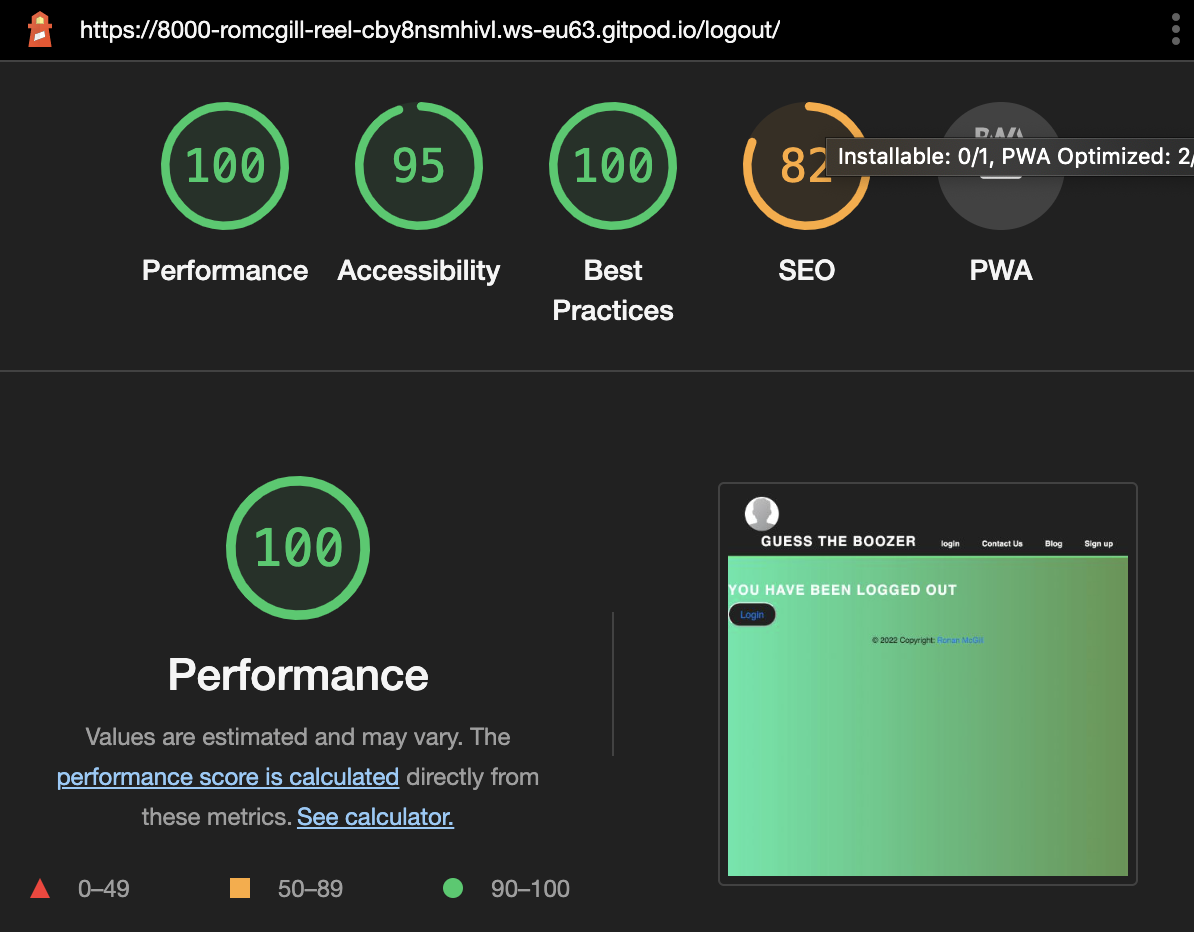 https://8000-romcgill-reel-cby8nsmhivl.ws-eu63.gitpod.io/logout/
100
95
100
82
Installable: 0/1, PWA Optimized: 2/
Performance
Accessibility
Best
Practices
SEO
PWA
100
Performance
Values are estimated and may vary. The
performance score is calculated directly from
these metrics. See calculator.
0–49
50–89
90–100
GUESS THE BOOZER
login
Contact Us
Blog
Sign up
YOU HAVE BEEN LOGGED OUT
Login
© 2022 Copyright: Ronan McGill